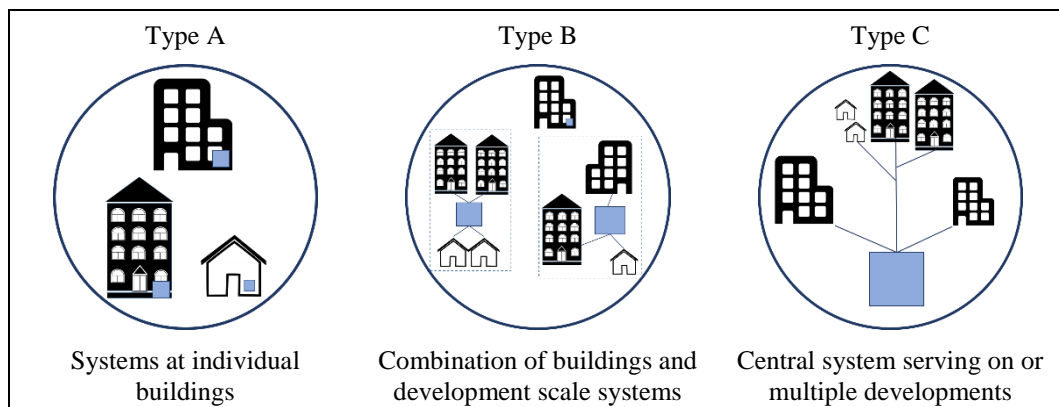 Type A
Type B
Type C
Systems at individual
buildings
Combination of buildings and
development scale systems
Central system serving on or
multiple developments